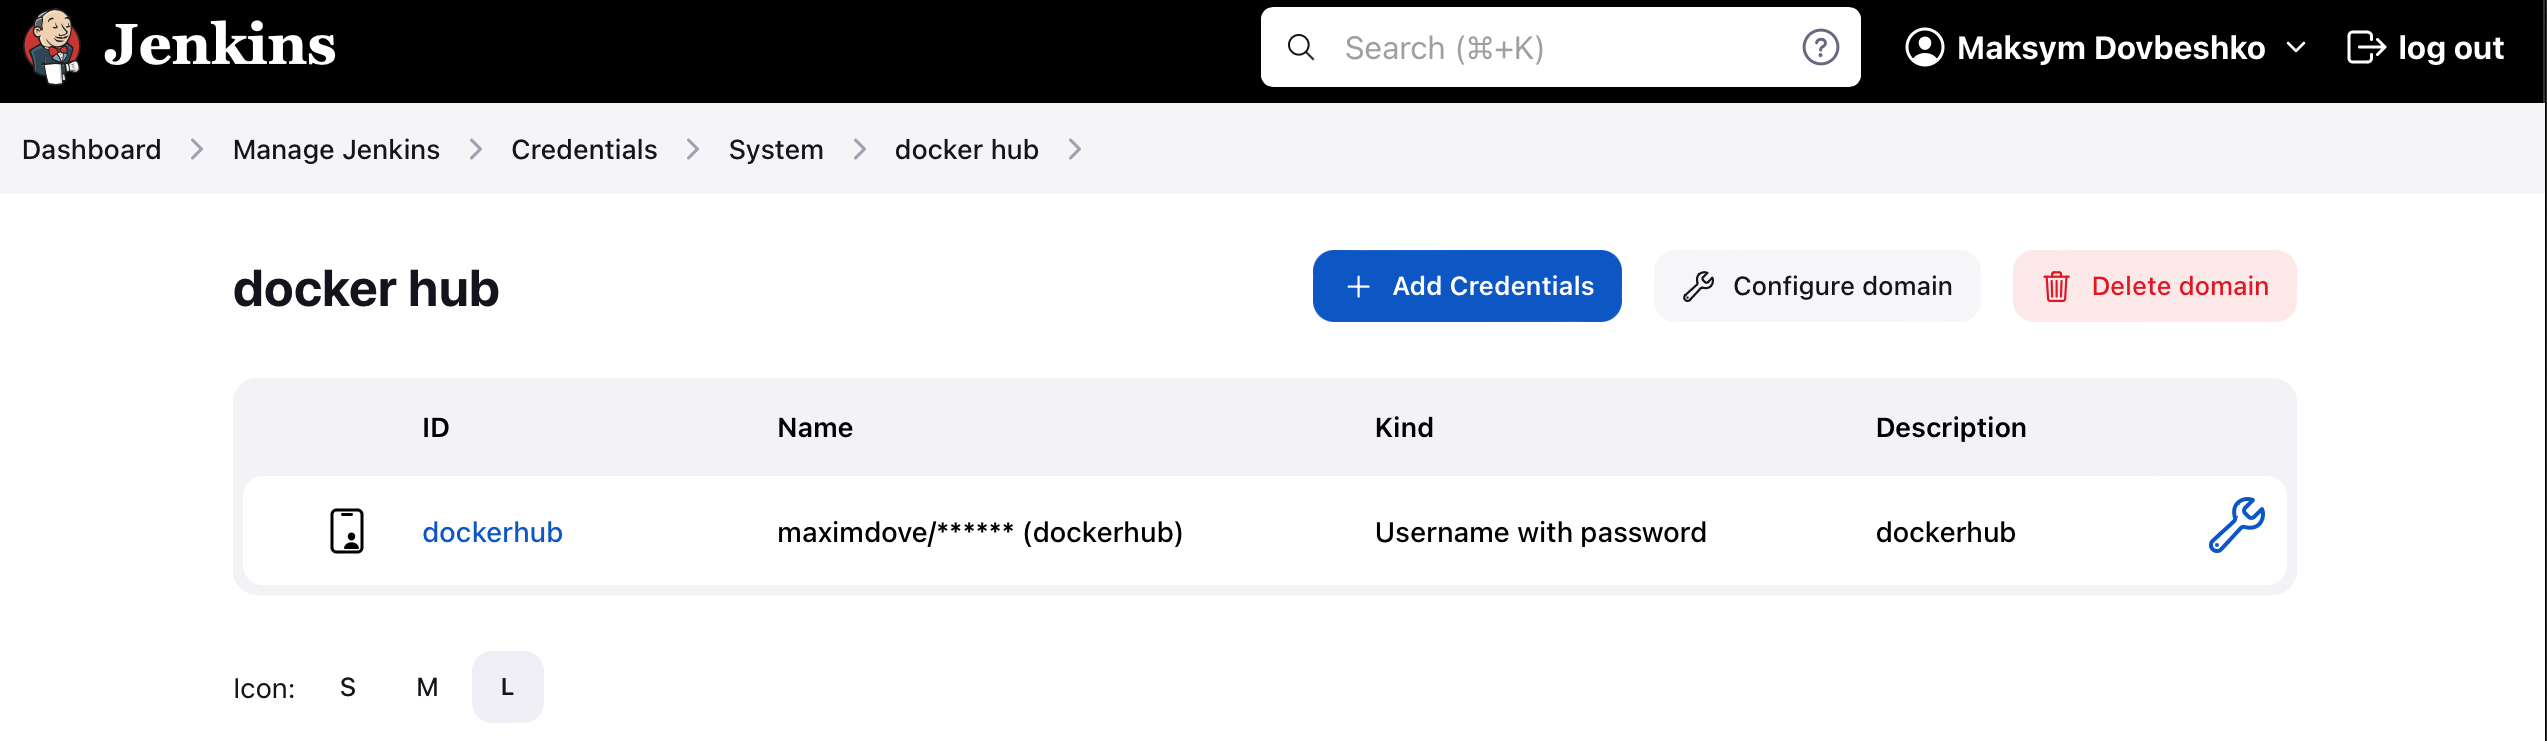 Jenkins
Search (⌘+K)
Maksym Dovbeshko
log out
Dashboard > Manage Jenkins > Credentials > System > docker hub >
docker hub
+ Add Credentials
Configure domain
Delete domain
ID Name Kind Description
dockerhub maximdove/****** (dockerhub) Username with password dockerhub
Icon: S M L